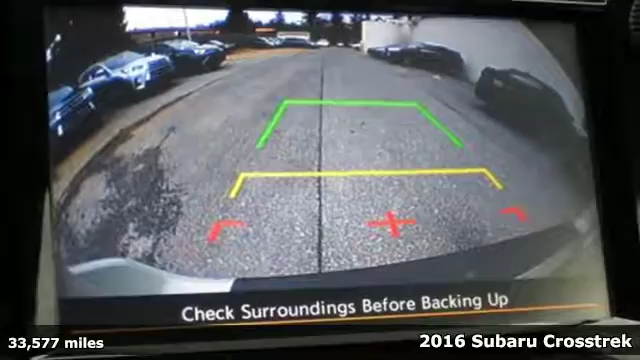 Check Surroundings Before Backing Up
33,577 miles
2016 Subaru Crosstrek